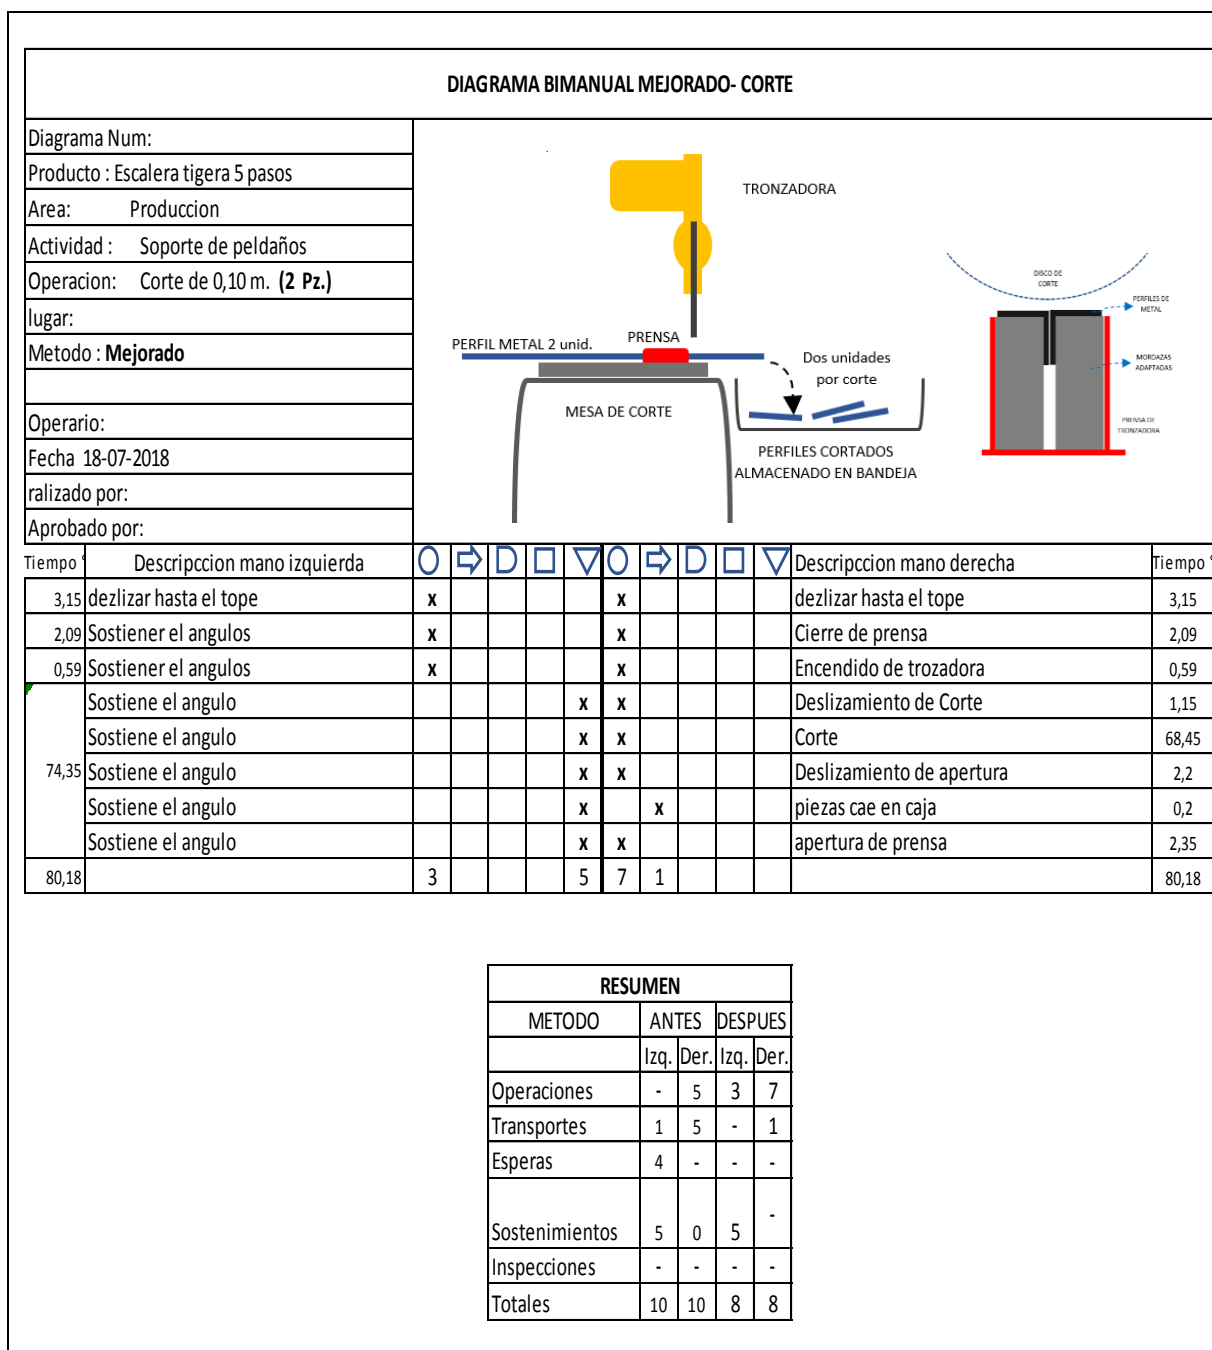 DIAGRAMA BIMANUAL MEJORADO- CORTE
Diagrama Num:
Producto : Escalera tigera 5 pasos
Area: Produccion
Actividad : Soporte de peldaños
Operacion: Corte de 0,10 m. (2 Pz.)
lugar:
Metodo : Mejorado
Operario:
Fecha 18-07-2018
ralizado por:
Aprobado por:
TRONZADORA
PERFIL METAL 2 unid.
PRENSA
Dos unidades
por corte
MESA DE CORTE
PERFILES CORTADOS
ALMACENADO EN BANDEJA
DISCO DE
CORTE
PERFILES DE
METAL
MORDAZAS
ADAPTADAS
PRENSA DE
TRONZADORA
Tiempo Descripccion mano izquierda Descripccion mano derecha Tiempo
3,15 dezlizar hasta el tope x x dezlizar hasta el tope 3,15
2,09 Sostiener el angulos x x Cierre de prensa 2,09
0,59 Sostiener el angulos x x Encendido de trozadora 0,59
Sostiene el angulo x x Deslizamiento de Corte 1,15
Sostiene el angulo x x Corte 68,45
74,35 Sostiene el angulo x x Deslizamiento de apertura 2,2
Sostiene el angulo x x piezas cae en caja 0,2
Sostiene el angulo x x apertura de prensa 2,35
80,18 3 5 7 1 80,18
RESUMEN
METODO ANTES DESPUES
Izq. Der. Izq. Der.
Operaciones - 5 3 7
Transportes 1 5 - 1
Esperas 4 - - -
Sostenimientos 5 0 5 -
Inspecciones - - - -
Totales 10 10 8 8